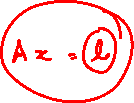 Ax = b